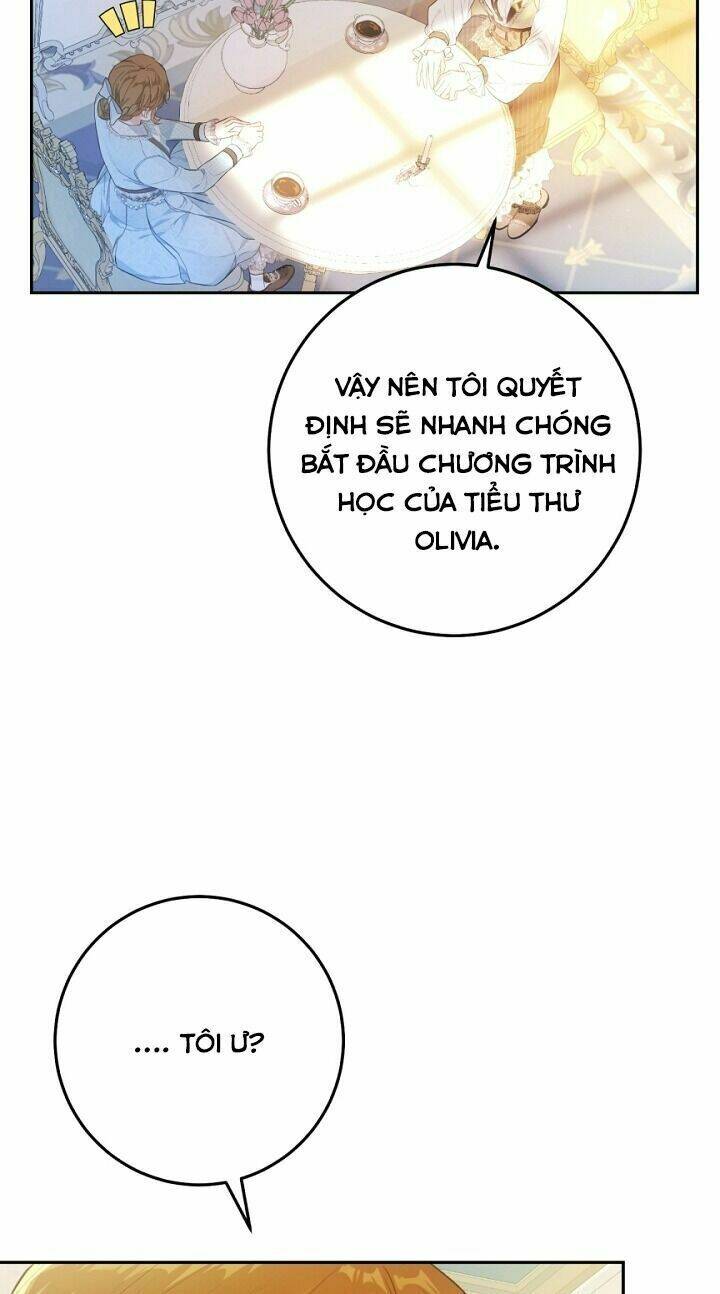 VẬY NÊN TÔI QUYẾT
ĐỊNH SẼ NHANH CHÓNG
BẮT ĐẦU CHƯƠNG TRÌNH
HỌC CỦA TIỂU THƯ
OLIVIA.
.... TÔI Ư?